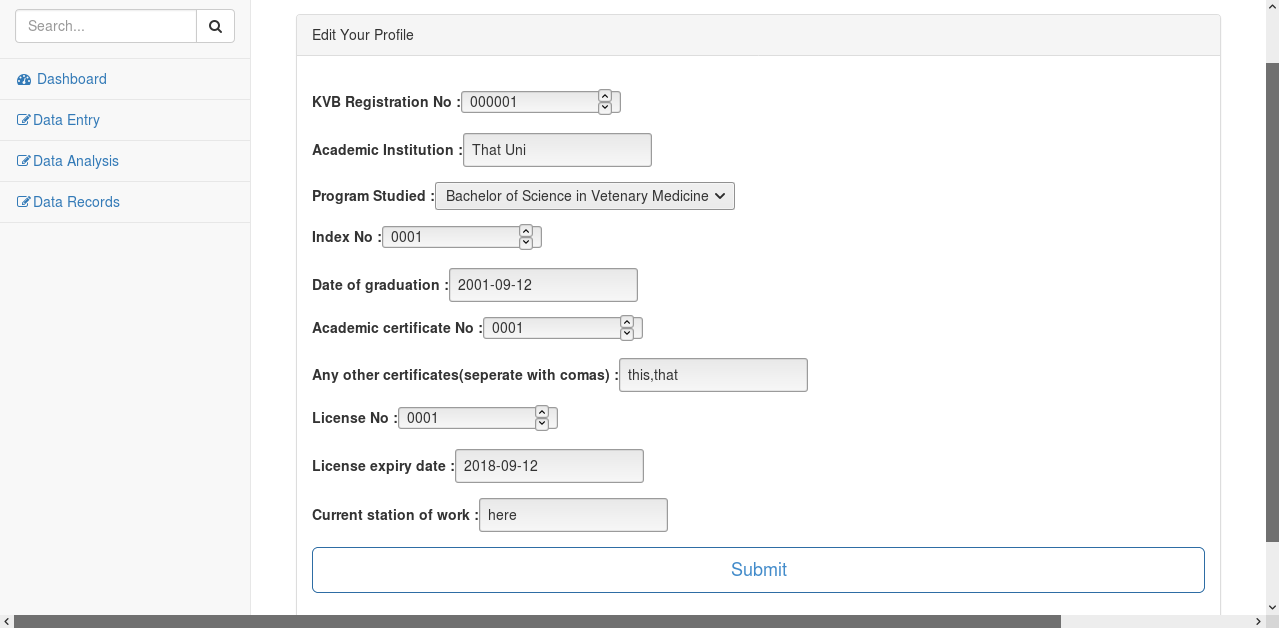 Search...
Dashboard
Data Entry
Data Analysis
Data Records
Edit Your Profile
KVB Registration No : 000001
Academic Institution : That Uni
Program Studied : Bachelor of Science in Vetenary Medicine
Index No : 0001
Date of graduation : 2001-09-12
Academic certificate No : 0001
Any other certificates(seperate with comas) : this,that
License No : 0001
License expiry date : 2018-09-12
Current station of work : here
Submit